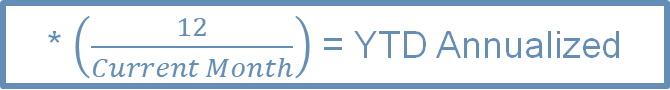 * (12/Current Month) = YTD Annualized